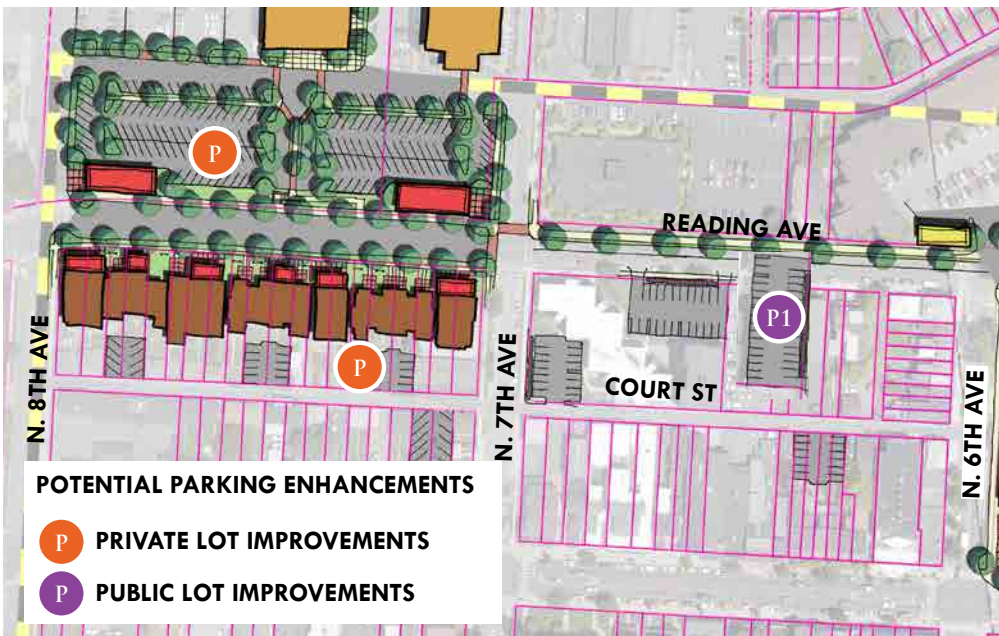 P
READING AVE
P1
P
COURT ST
N. 8TH AVE
N. 7TH AVE
N. 6TH AVE
POTENTIAL PARKING ENHANCEMENTS
P PRIVATE LOT IMPROVEMENTS
P PUBLIC LOT IMPROVEMENTS